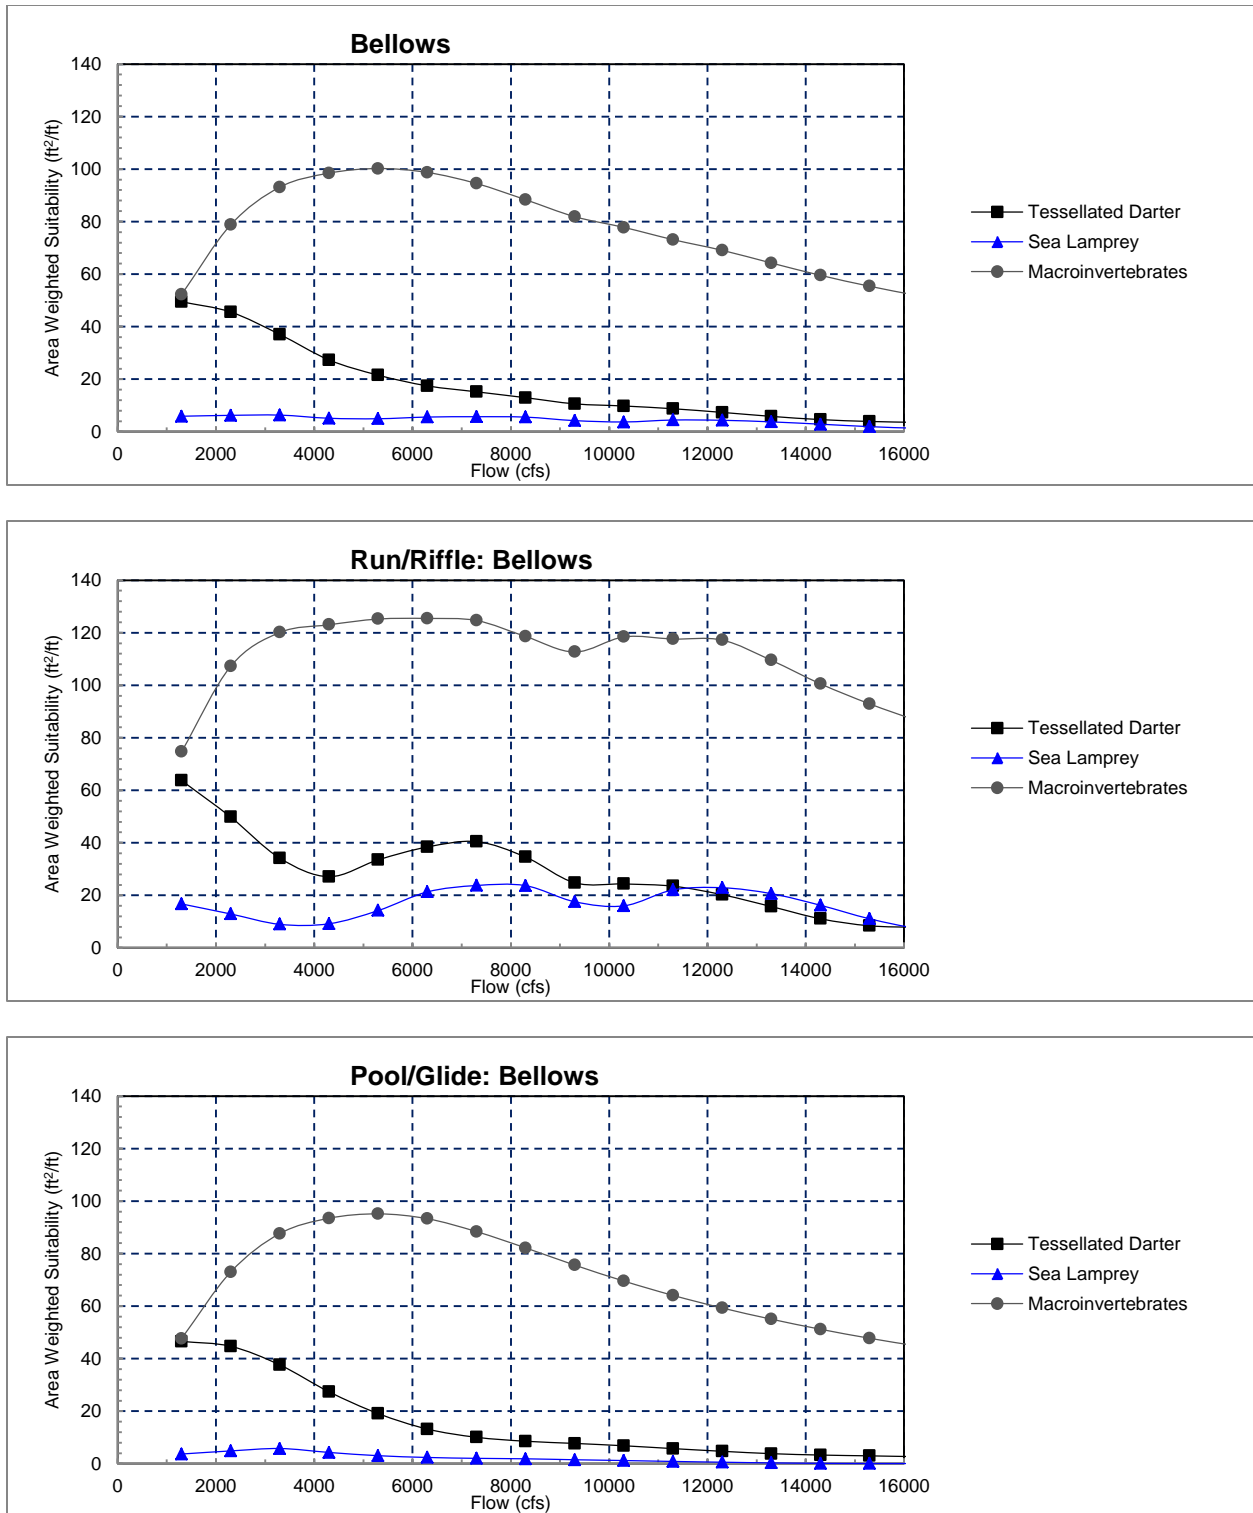 Bellows
140
120
100
80
60
40
20
0
Area Weighted Suitability (ft²/ft)
0 2000 4000 6000 8000 10000 12000 14000 16000
Flow (cfs)
Tessellated Darter
Sea Lamprey
Macroinvertebrates
Run/Riffle: Bellows
140
120
100
80
60
40
20
0
Area Weighted Suitability (ft²/ft)
0 2000 4000 6000 8000 10000 12000 14000 16000
Flow (cfs)
Tessellated Darter
Sea Lamprey
Macroinvertebrates
Pool/Glide: Bellows
140
120
100
80
60
40
20
0
Area Weighted Suitability (ft²/ft)
0 2000 4000 6000 8000 10000 12000 14000 16000
Flow (cfs)
Tessellated Darter
Sea Lamprey
Macroinvertebrates